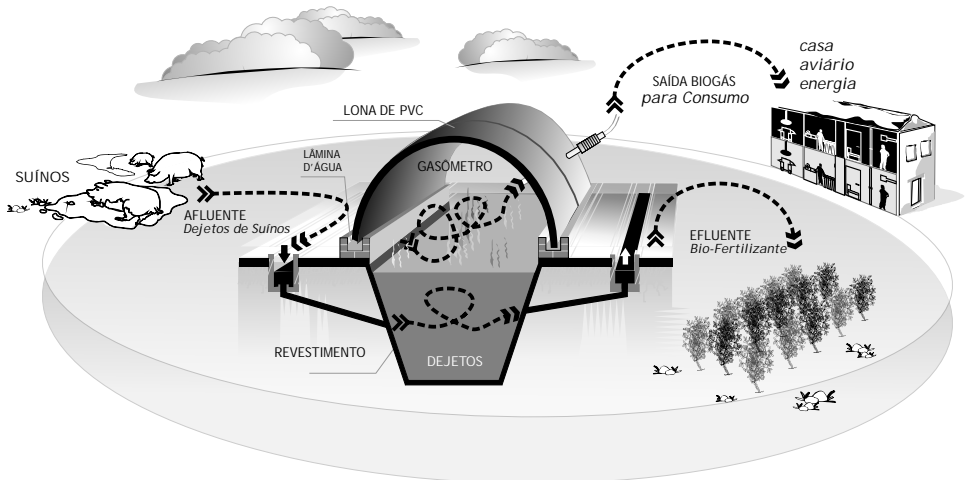 casa
aviário
energia
SAÍDA BIOGÁS
para Consumo
LONA DE PVC
LÂMINA
D'ÁGUA
GASÔMETRO
SUÍNOS
AFLUENTE
Dejetos de Suínos
EFLUENTE
Bio-Fertilizante
REVESTIMENTO
DEJETOS